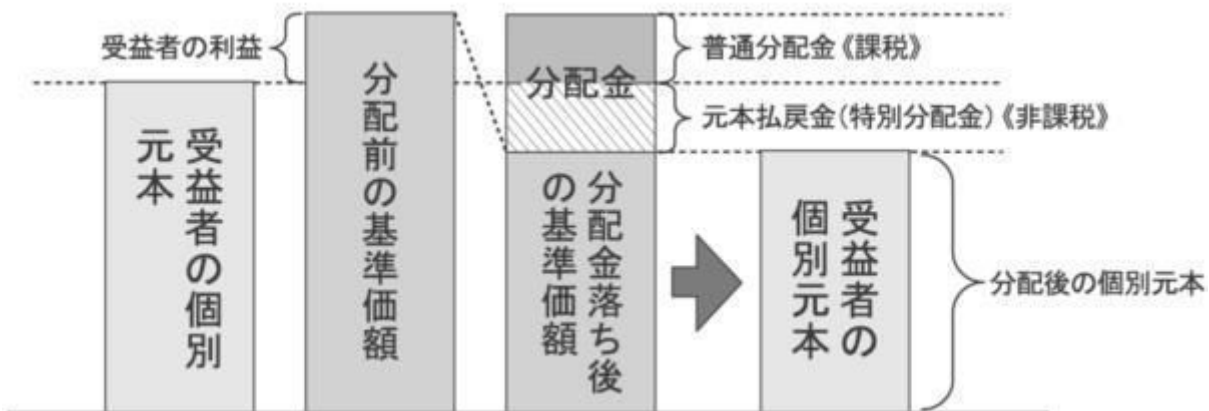 受益者の利益
受益者の個別
元本
分配前の基準価額
分配金
分配金落ち後
の基準価額
普通分配金《課税》
元本払戻金(特別分配金)《非課税》
受益者の
個別元本
分配後の個別元本